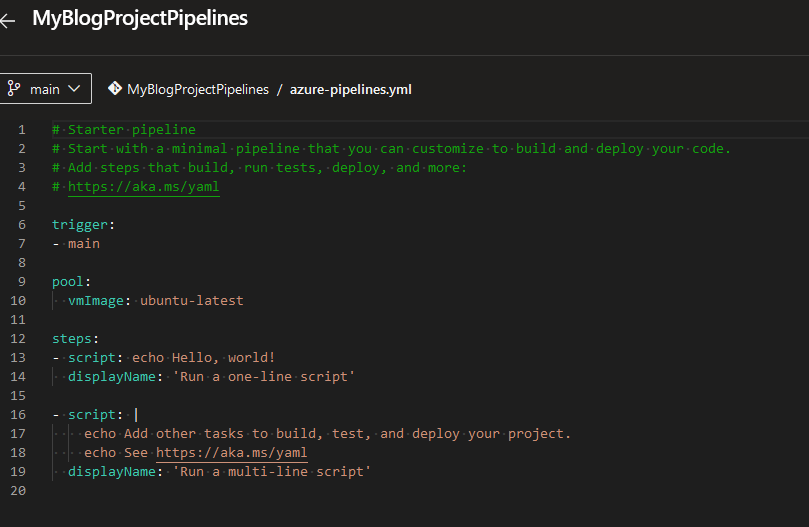 MyBlogProjectPipelines
main MyBlogProjectPipelines / azure-pipelines.yml
1 # Starter pipeline
2 # Start with a minimal pipeline that you can customize to build and deploy your code.
3 # Add steps that build, run tests, deploy, and more:
4 # https://aka.ms/yaml
5
6 trigger:
7 - main
8
9 pool:
10   vmImage: ubuntu-latest
11
12 steps:
13 - script: echo Hello, world!
14   displayName: 'Run a one-line script'
15
16 - script: |
17     echo Add other tasks to build, test, and deploy your project.
18     echo See https://aka.ms/yaml
19   displayName: 'Run a multi-line script'
20